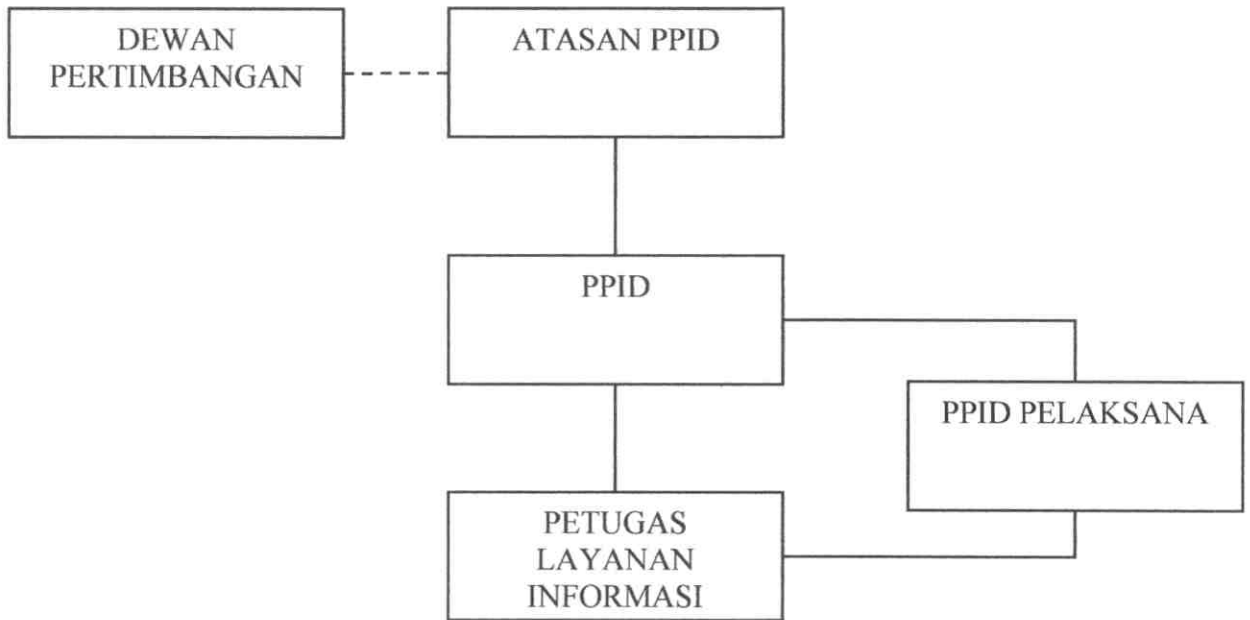 DEWAN
PERTIMBANGAN
ATASAN PPID
PPID
PPID PELAKSANA
PETUGAS
LAYANAN
INFORMASI